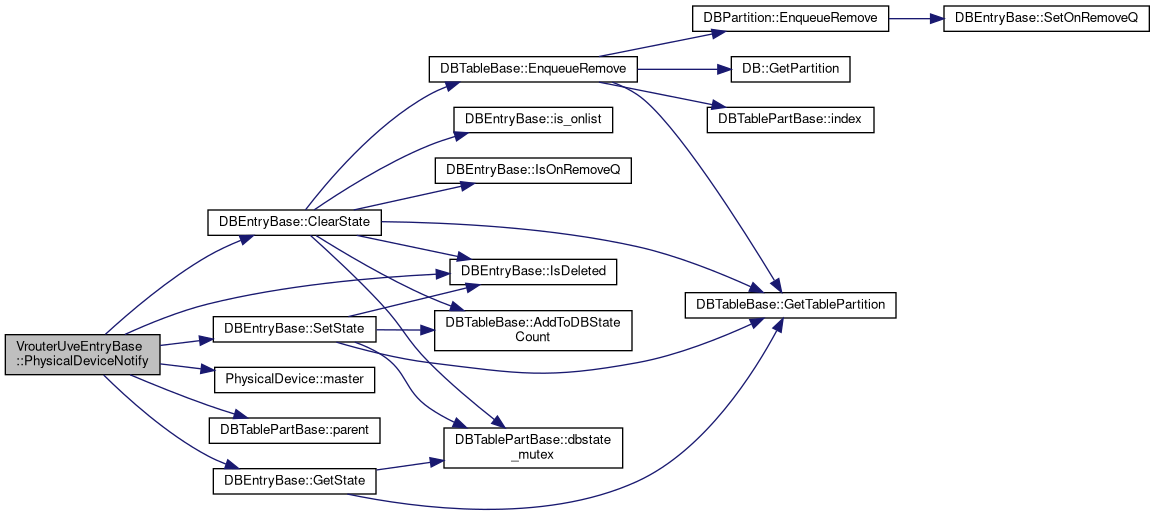 DBPartition::EnqueueRemove
DBEntryBase::SetOnRemoveQ
DBTableBase::EnqueueRemove
DB::GetPartition
DBEntryBase::is_onlist
DBTablePartBase::index
DBEntryBase::IsOnRemoveQ
DBEntryBase::ClearState
DBEntryBase::IsDeleted
DBTableBase::GetTablePartition
DBEntryBase::SetState
DBTableBase::AddToDBState
Count
VrouterUveEntryBase
::PhysicalDeviceNotify
PhysicalDevice::master
DBTablePartBase::parent
DBTablePartBase::dbstate
_mutex
DBEntryBase::GetState